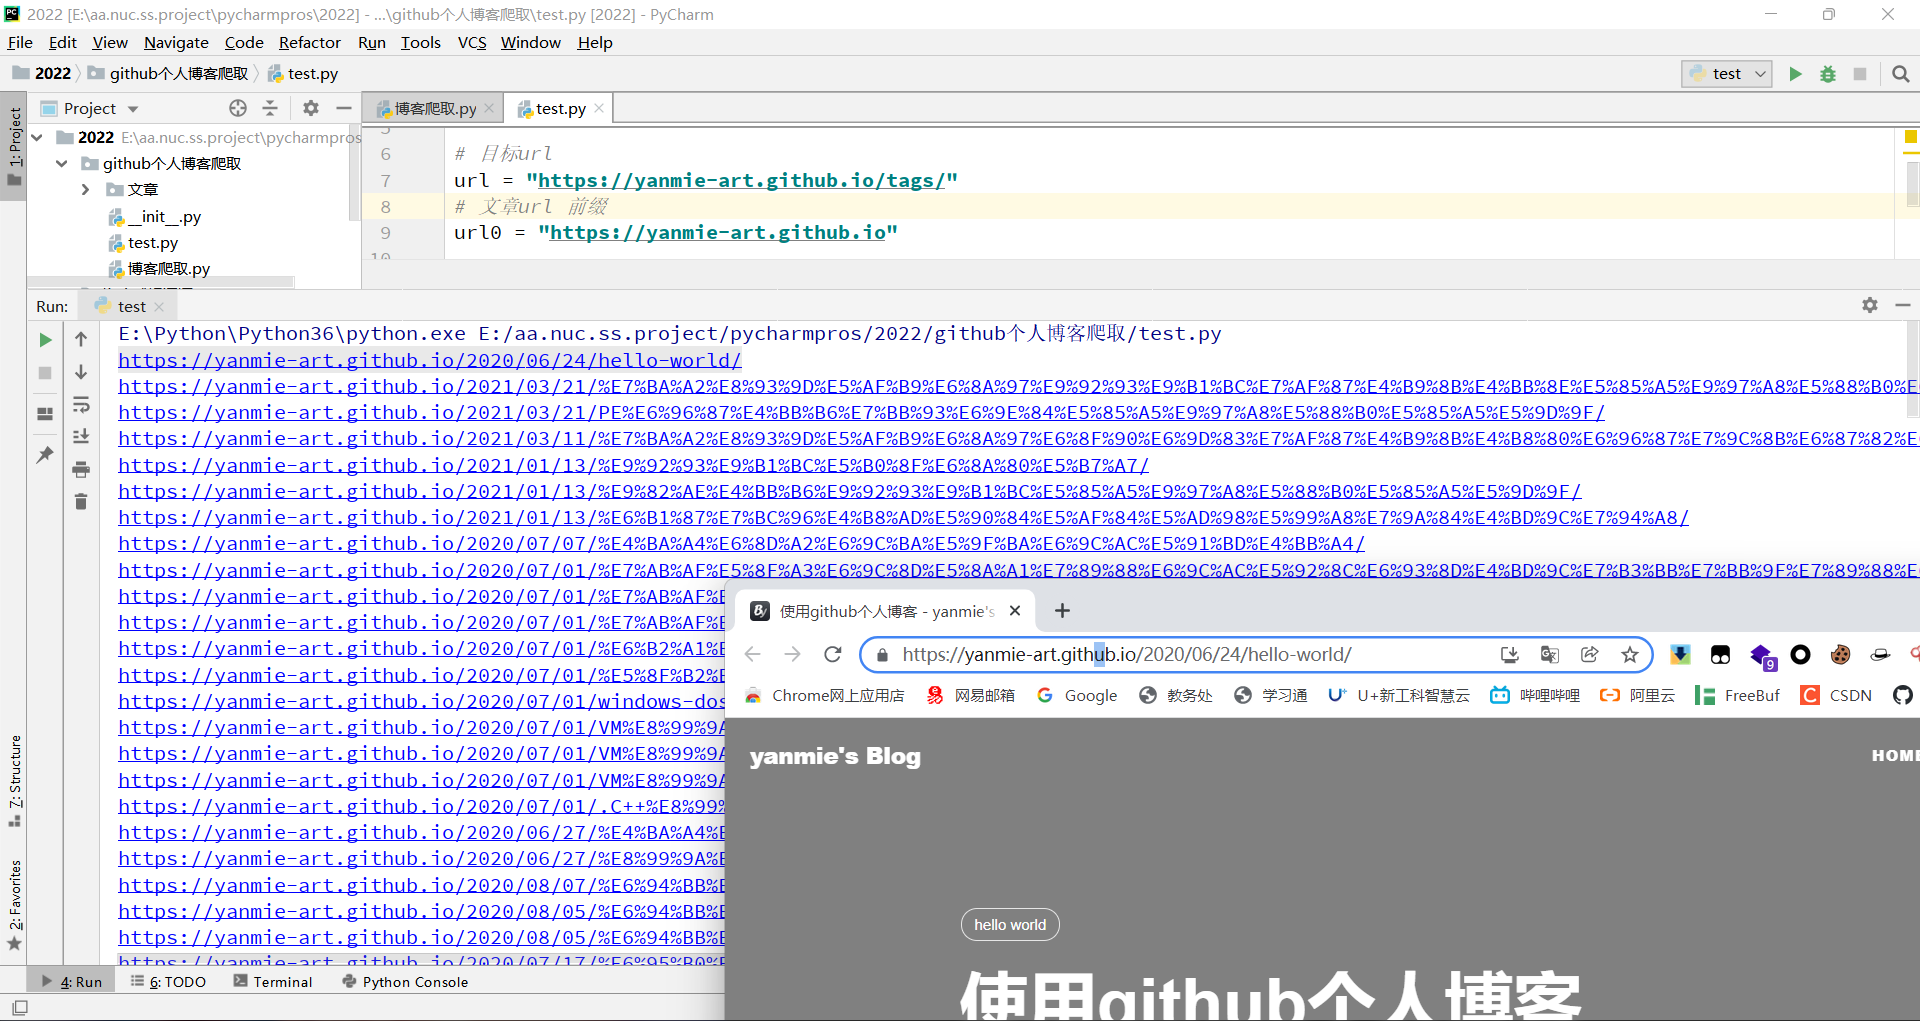 2022 [E:\aa.nuc.ss.project\pycharmpros\2022] - ...\github个人博客爬取\test.py [2022] - PyCharm
File Edit View Navigate Code Refactor Run Tools VCS Window Help
2022 github个人博客爬取 test.py
test
Project
博客爬取.py test.py
1: Project
2022 E:\aa.nuc.ss.project\pycharmpros
github个人博客爬取
文章
__init__.py
test.py
博客爬取.py
6 # 目标url
7 url = "https://yanmie-art.github.io/tags/"
8 # 文章url 前缀
9 url0 = "https://yanmie-art.github.io"
10
Run: test
E:\Python\Python36\python.exe E:/aa.nuc.ss.project/pycharmpros/2022/github个人博客爬取/test.py
https://yanmie-art.github.io/2020/06/24/hello-world/
https://yanmie-art.github.io/2021/03/21/%E7%BA%A2%E8%93%9D%E5%AF%B9%E6%8A%97%E9%92%93%E9%B1%BC%E7%AF%87%E4%B9%8B%E4%BB%8E%E5%85%A5%E9%97%A8%E5%88%B0%E
https://yanmie-art.github.io/2021/03/21/PE%E6%96%87%E4%BB%B6%E7%BB%93%E6%9E%84%E5%85%A5%E9%97%A8%E5%88%B0%E5%85%A5%E5%9D%9F/
https://yanmie-art.github.io/2021/03/11/%E7%BA%A2%E8%93%9D%E5%AF%B9%E6%8A%97%E6%8F%90%E6%9D%83%E7%AF%87%E4%B9%8B%E4%B8%80%E6%96%87%E7%9C%8B%E6%87%82%E
https://yanmie-art.github.io/2021/01/13/%E9%92%93%E9%B1%BC%E5%B0%8F%E6%8A%80%E5%B7%A7/
https://yanmie-art.github.io/2021/01/13/%E9%82%AE%E4%BB%B6%E9%92%93%E9%B1%BC%E5%85%A5%E9%97%A8%E5%88%B0%E5%85%A5%E5%9D%9F/
https://yanmie-art.github.io/2021/01/13/%E6%B1%87%E7%BC%96%E4%B8%AD%E5%90%84%E5%AF%84%E5%AD%98%E5%99%A8%E7%9A%84%E4%BD%9C%E7%94%A8/
https://yanmie-art.github.io/2020/07/07/%E4%BA%A4%E6%8D%A2%E6%9C%BA%E5%9F%BA%E6%9C%AC%E5%91%BD%E4%BB%A4/
https://yanmie-art.github.io/2020/07/01/%E7%AB%AF%E5%8F%A3%E6%9C%8D%E5%8A%A1%E7%89%88%E6%9C%AC%E5%92%8C%E6%93%8D%E4%BD%9C%E7%B3%BB%E7%BB%9F%E7%89%88%E
https://yanmie-art.github.io/2020/07/01/%E7%AB%AF%E
https://yanmie-art.github.io/2020/07/01/%E7%AB%AF%E
https://yanmie-art.github.io/2020/07/01/%E6%B2%A1%E
https://yanmie-art.github.io/2020/07/01/%E5%8F%B2%E
https://yanmie-art.github.io/2020/07/01/windows-dos
https://yanmie-art.github.io/2020/07/01/VM%E8%99%9A
https://yanmie-art.github.io/2020/07/01/VM%E8%99%9A
https://yanmie-art.github.io/2020/07/01/VM%E8%99%9A
https://yanmie-art.github.io/2020/07/01/.C++%E8%99%
https://yanmie-art.github.io/2020/06/27/%E4%BA%A4%E
https://yanmie-art.github.io/2020/06/27/%E8%99%9A%E
https://yanmie-art.github.io/2020/08/07/%E6%94%BB%E
https://yanmie-art.github.io/2020/08/05/%E6%94%BB%E
https://yanmie-art.github.io/2020/08/05/%E6%94%BB%E
https://yanmie-art.github.io/2020/07/17/%E6%95%B0%E
7: Structure
2: Favorites
使用github个人博客 - yanmie's
https://yanmie-art.github.io/2020/06/24/hello-world/
9
Chrome网上应用店 网易邮箱 Google 教务处 学习通 U+新工科智慧云 哔哩哔哩 阿里云 FreeBuf CSDN
yanmie's Blog
HOME
hello world
使用github个人博客
4: Run 6: TODO Terminal Python Console